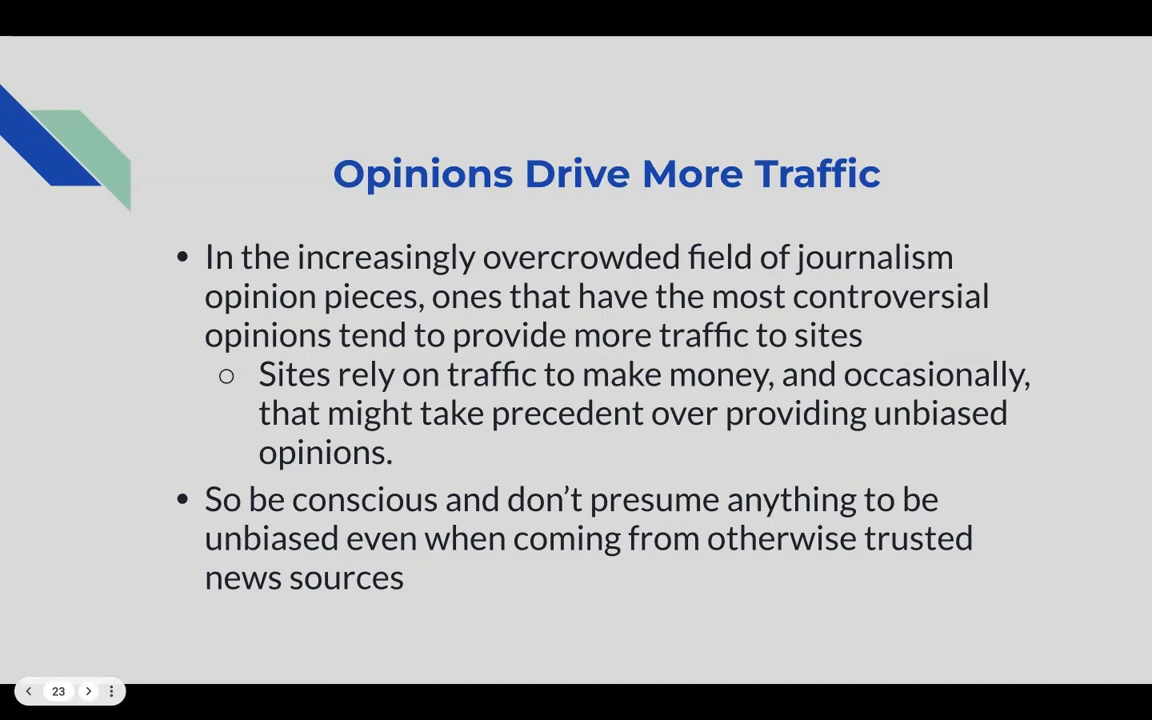 Opinions Drive More Traffic
• In the increasingly overcrowded field of journalism
opinion pieces, ones that have the most controversial
opinions tend to provide more traffic to sites
○ Sites rely on traffic to make money, and occasionally,
that might take precedent over providing unbiased
opinions.
• So be conscious and don’t presume anything to be
unbiased even when coming from otherwise trusted
news sources
23